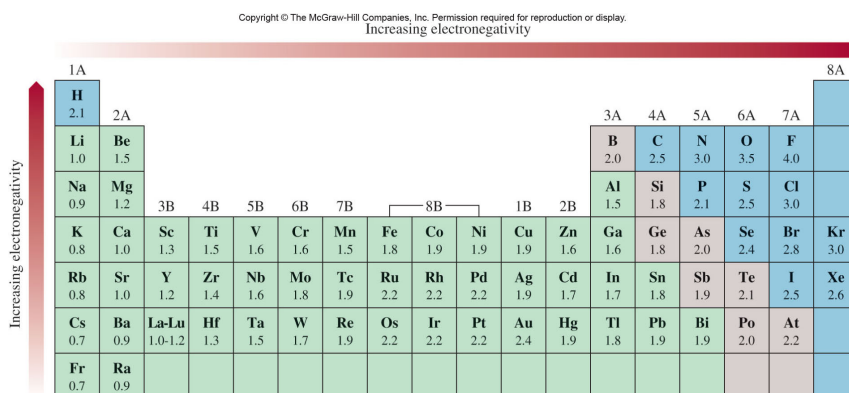 Copyright © The McGraw-Hill Companies, Inc. Permission required for reproduction or display.
Increasing electronegativity
1A 8A
H
2.1 2A 3A 4A 5A 6A 7A
Li Be B C N O F
1.0 1.5 2.0 2.5 3.0 3.5 4.0
Na Mg Al Si P S Cl
0.9 1.2 3B 4B 5B 6B 7B 8B 1B 2B 1.5 1.8 2.1 2.5 3.0
K Ca Sc Ti V Cr Mn Fe Co Ni Cu Zn Ga Ge As Se Br Kr
0.8 1.0 1.3 1.5 1.6 1.6 1.5 1.8 1.9 1.9 1.9 1.6 1.6 1.8 2.0 2.4 2.8 3.0
Rb Sr Y Zr Nb Mo Tc Ru Rh Pd Ag Cd In Sn Sb Te I Xe
0.8 1.0 1.2 1.4 1.6 1.8 1.9 2.2 2.2 2.2 1.9 1.7 1.7 1.8 1.9 2.1 2.5 2.6
Cs Ba La-Lu Hf Ta W Re Os Ir Pt Au Hg Tl Pb Bi Po At
0.7 0.9 1.0-1.2 1.3 1.5 1.7 1.9 2.2 2.2 2.2 2.4 1.9 1.8 1.9 1.9 2.0 2.2
Fr Ra
0.7 0.9
Increasing electronegativity